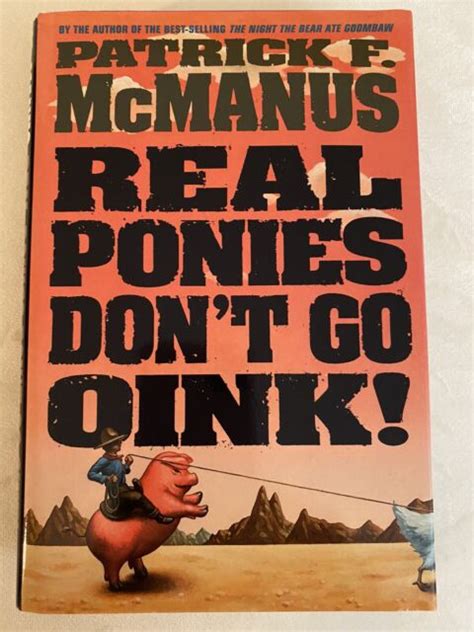 BY THE AUTHOR OF THE BEST-SELLING THE NIGHT THE BEAR ATE GOOMBAW
PATRICK F.
McMANUS
REAL
PONIES
DON'T GO
OINK!